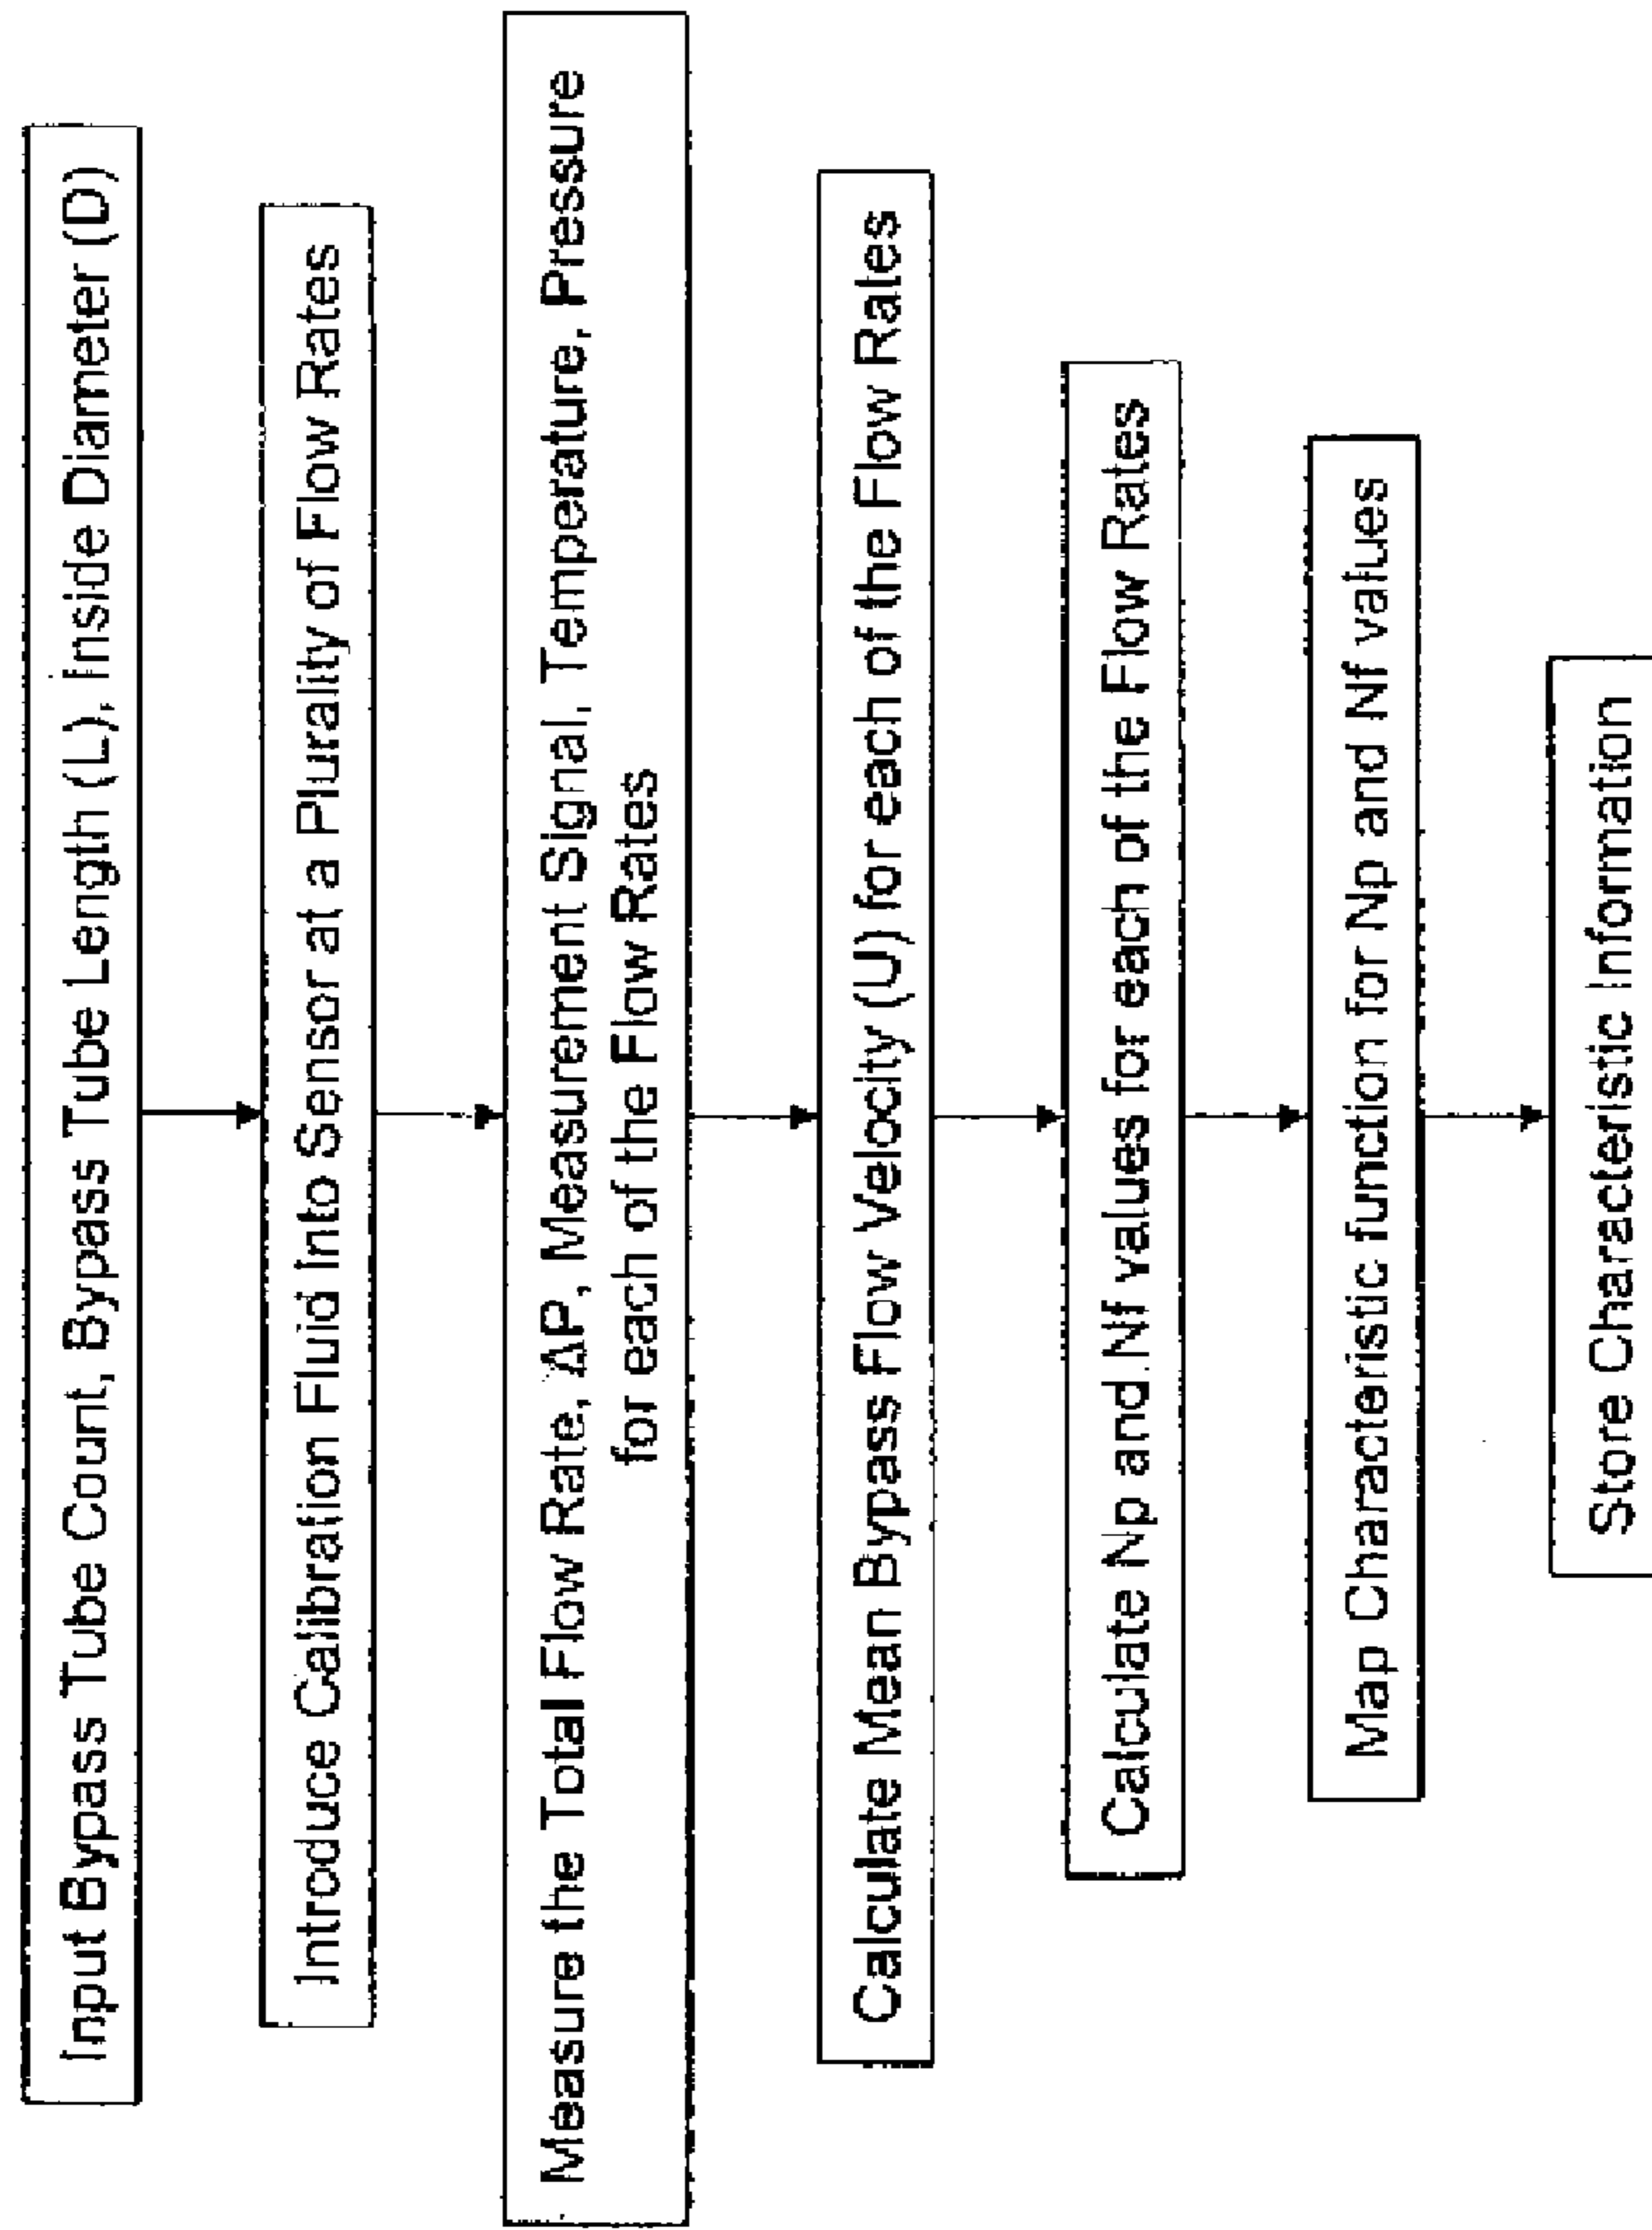 Input Bypass Tube Count, Bypass Tube Length (L), Inside Diameter (D)
Introduce Calibration Fluid Into Sensor at a Plurality of Flow Rates
Measure the Total Flow Rate, ΔP, Measurement Signal, Temperature, Pressure
for each of the Flow Rates
Calculate Mean Bypass Flow Velocity (U) for each of the Flow Rates
Calculate Np and Nf values for each of the Flow Rates
Map Characteristic function for Np and Nf values
Store Characteristic Information